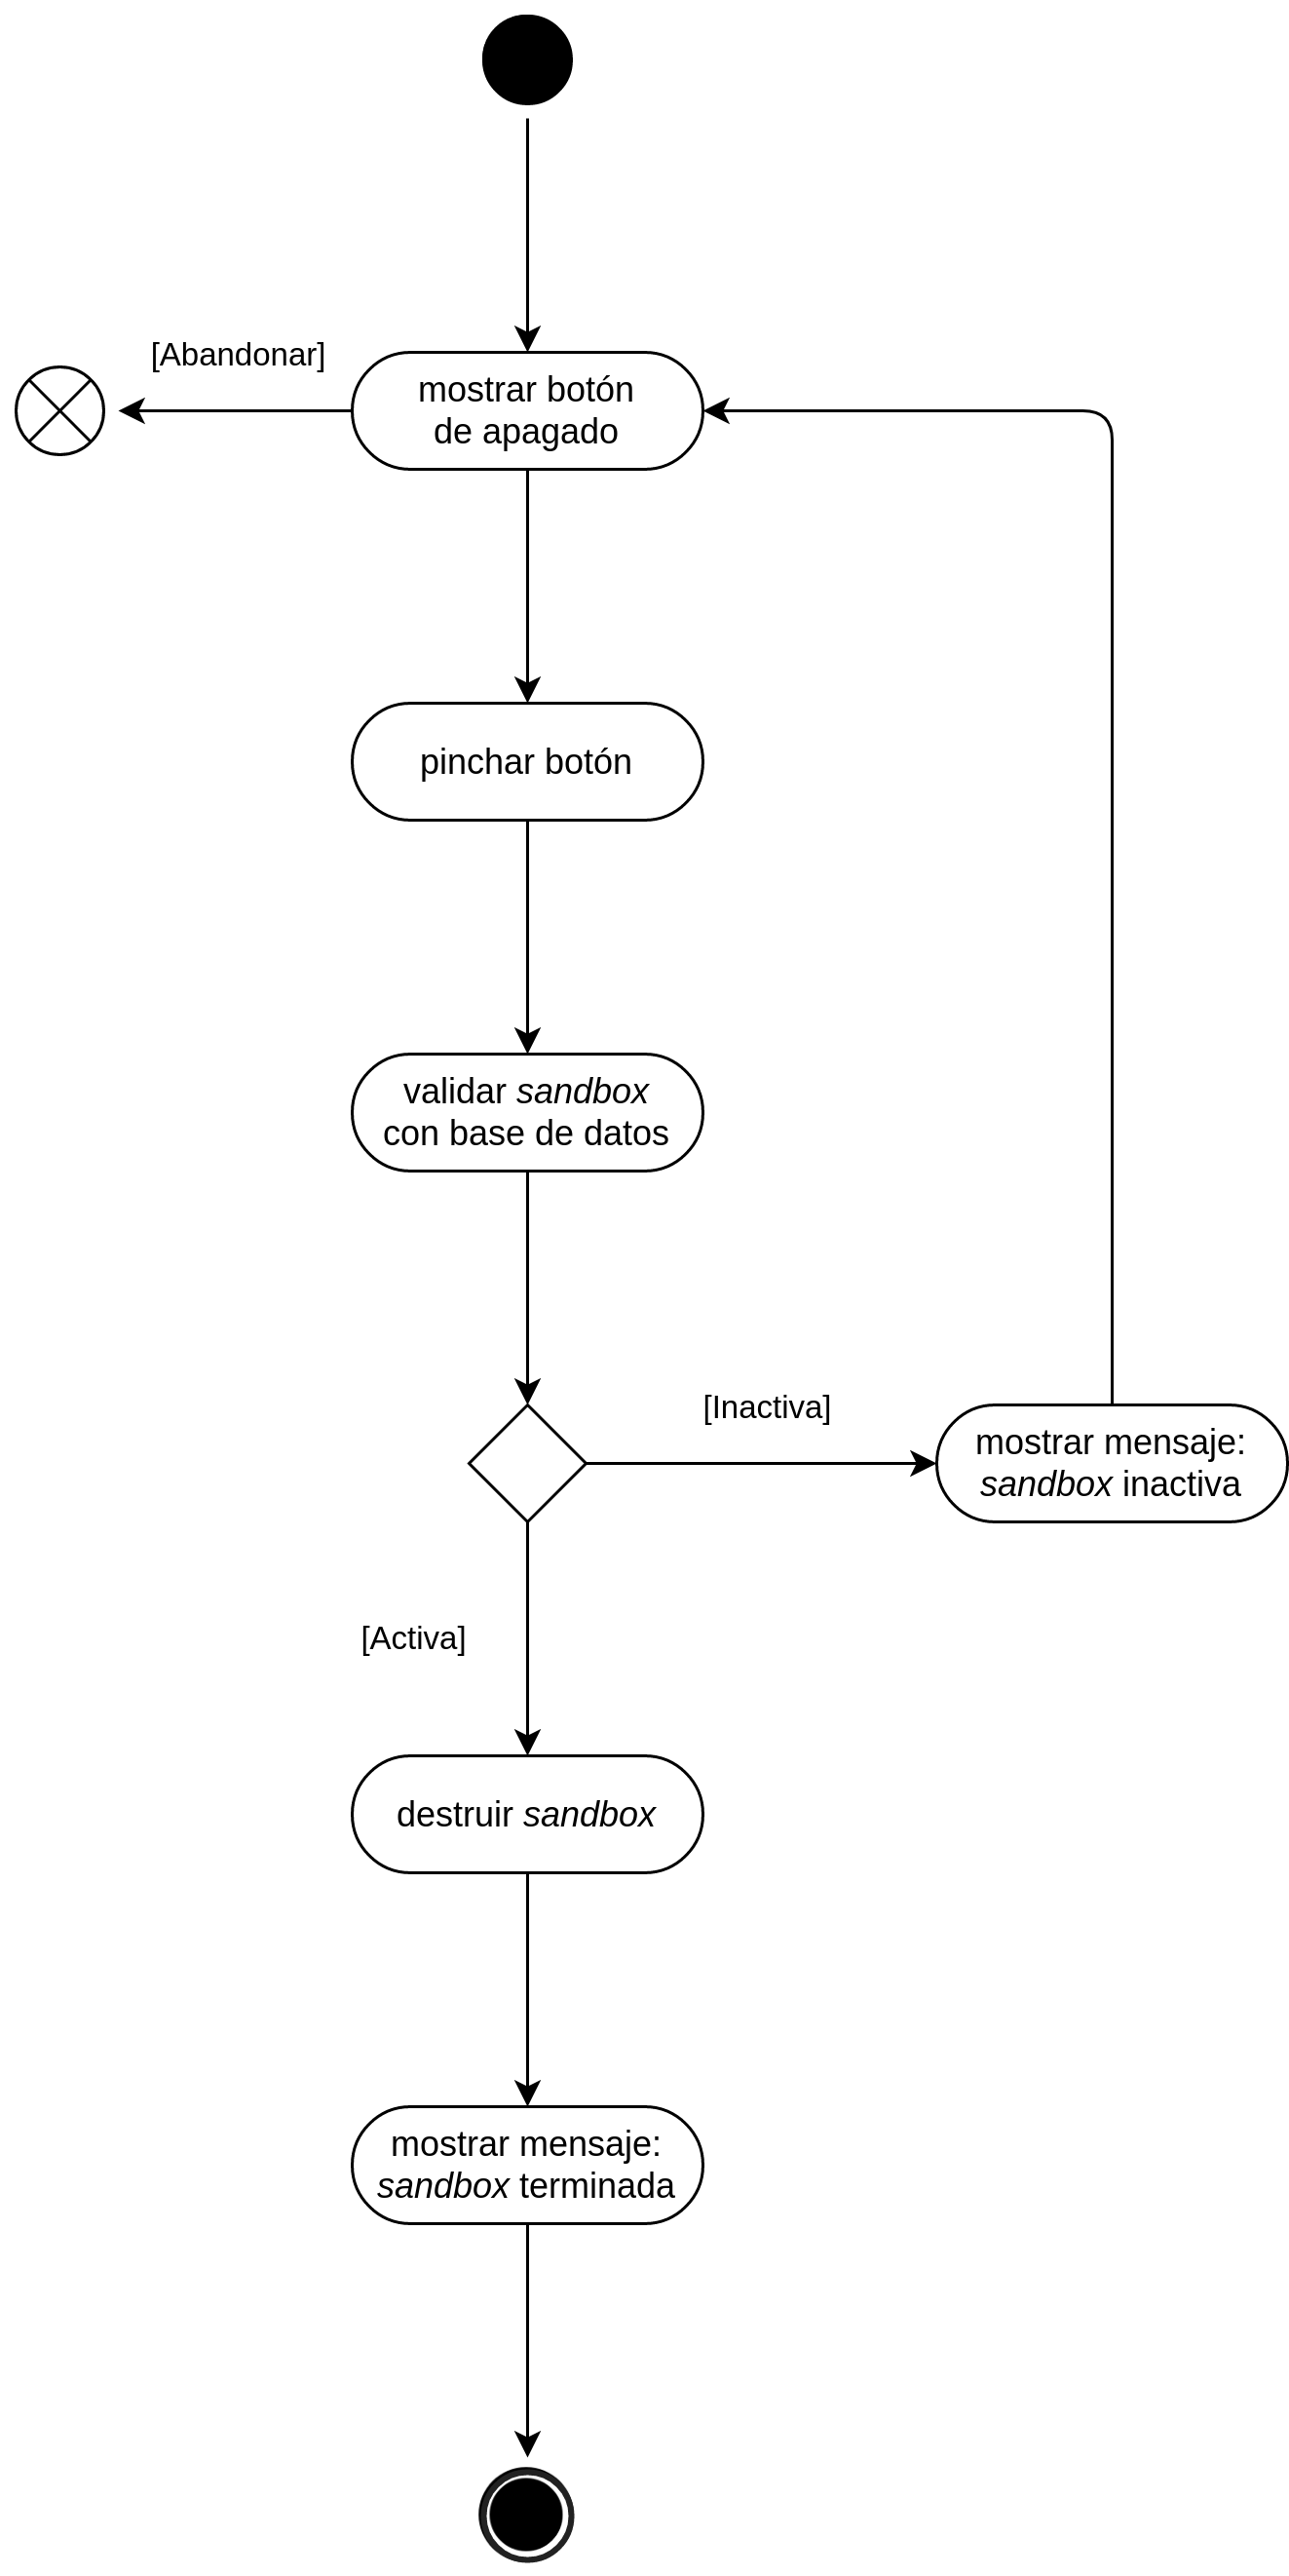 [Abandonar]
mostrar botón
de apagado
pinchar botón
validar sandbox
con base de datos
[Inactiva]
mostrar mensaje:
sandbox inactiva
[Activa]
destruir sandbox
mostrar mensaje:
sandbox terminada